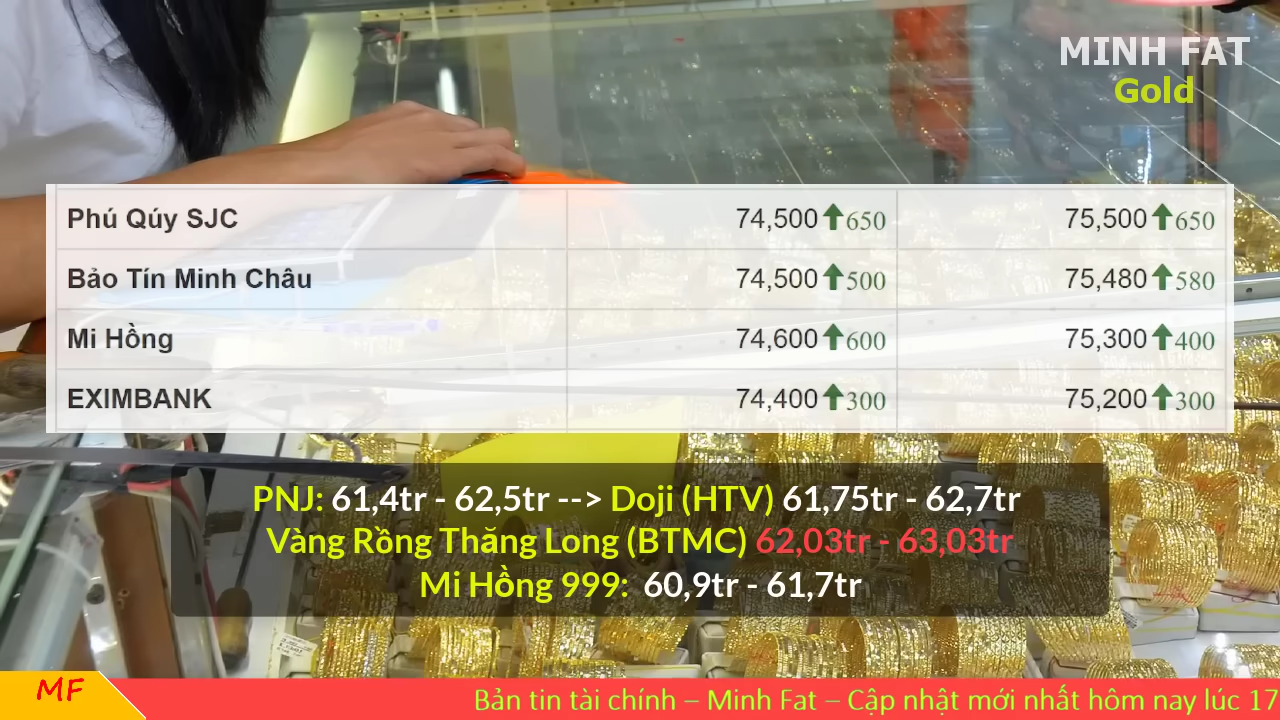 MINH FAT
Gold
Phú Qúy SJC 74,500 650 75,500 650
Bảo Tín Minh Châu 74,500 500 75,480 580
Mi Hồng 74,600 600 75,300 400
EXIMBANK 74,400 300 75,200 300
PNJ: 61,4tr - 62,5tr --> Doji (HTV) 61,75tr - 62,7tr
Vàng Rồng Thăng Long (BTMC) 62,03tr - 63,03tr
Mi Hồng 999: 60,9tr - 61,7tr
MF
Bản tin tài chính – Minh Fat – Cập nhật mới nhất hôm nay lúc 17